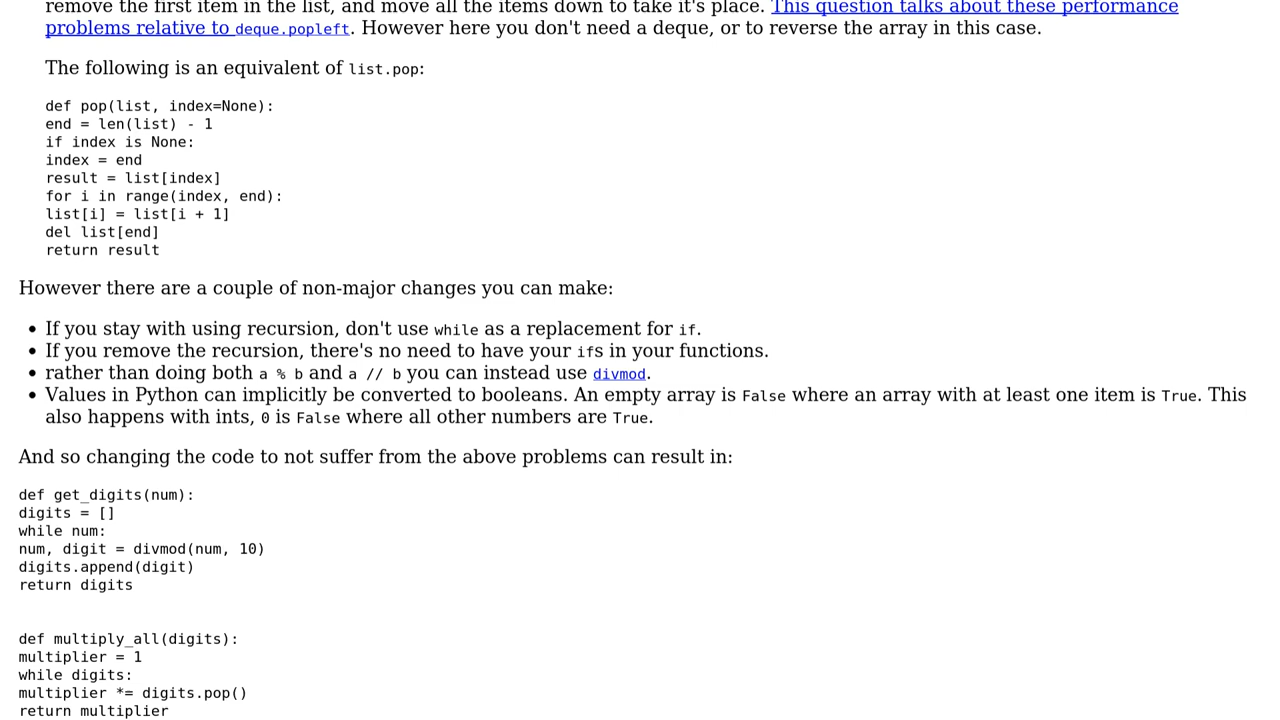 remove the first item in the list, and move all the items down to take it's place. This question talks about these performance
problems relative to deque.popleft. However here you don't need a deque, or to reverse the array in this case.
The following is an equivalent of list.pop:
def pop(list, index=None):
end = len(list) - 1
if index is None:
index = end
result = list[index]
for i in range(index, end):
list[i] = list[i + 1]
del list[end]
return result
However there are a couple of non-major changes you can make:
• If you stay with using recursion, don't use while as a replacement for if.
• If you remove the recursion, there's no need to have your ifs in your functions.
• rather than doing both a % b and a // b you can instead use divmod.
• Values in Python can implicitly be converted to booleans. An empty array is False where an array with at least one item is True. This
also happens with ints, 0 is False where all other numbers are True.
And so changing the code to not suffer from the above problems can result in:
def get_digits(num):
digits = []
while num:
num, digit = divmod(num, 10)
digits.append(digit)
return digits
def multiply_all(digits):
multiplier = 1
while digits:
multiplier *= digits.pop()
return multiplier